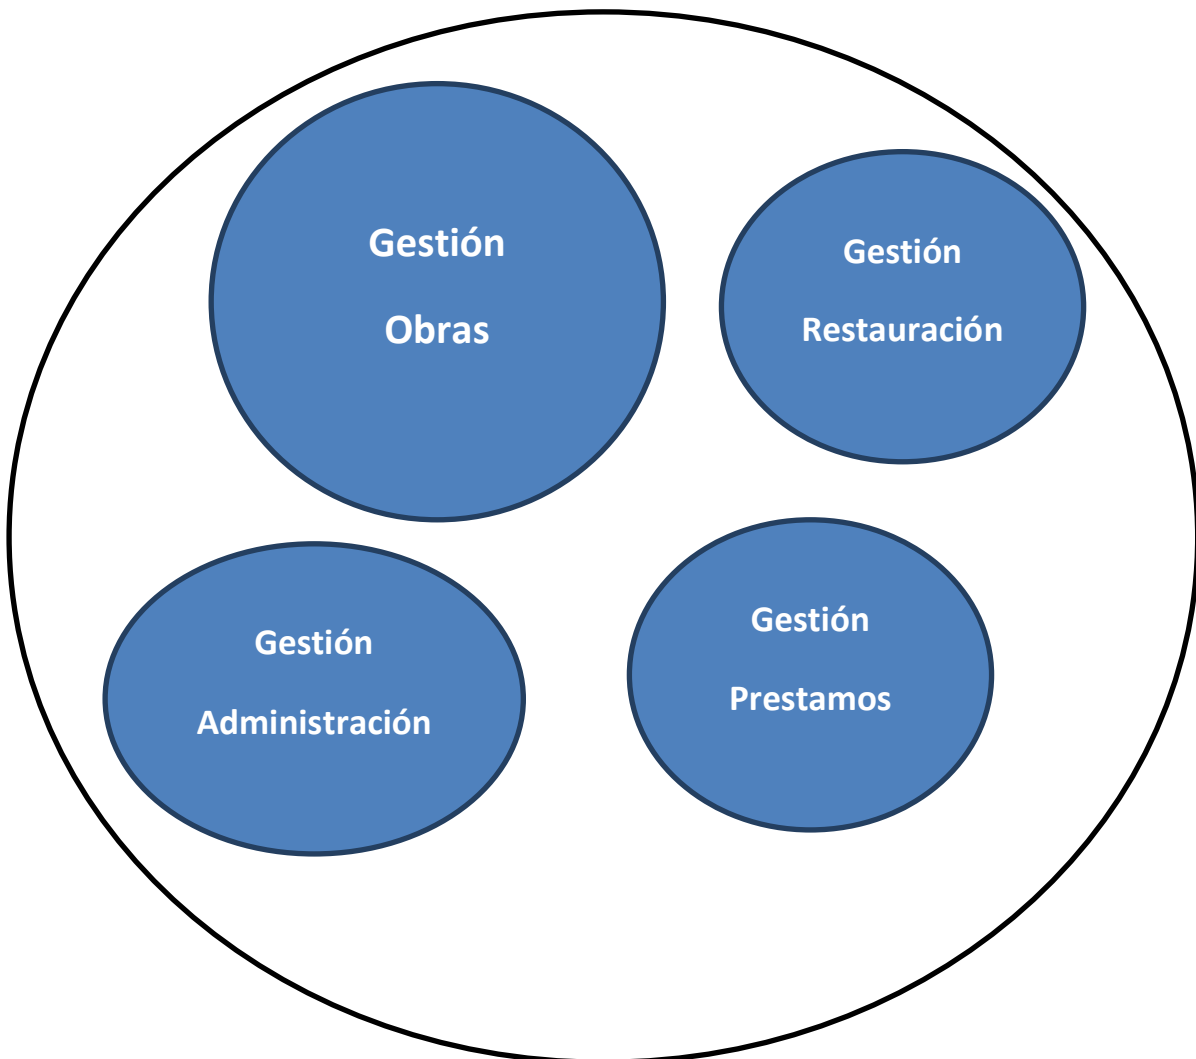 Gestión
Obras
Gestión
Restauración
Gestión
Administración
Gestión
Prestamos